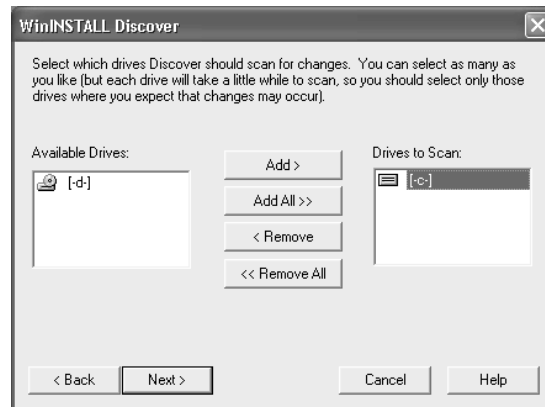 WinINSTALL Discover
Select which drives Discover should scan for changes. You can select as many as
you like (but each drive will take a little while to scan, so you should select only those
drives where you expect that changes may occur).
Available Drives:
[-d-]
Add >
Add All >>
< Remove
<< Remove All
Drives to Scan:
[-c-]
< Back
Next >
Cancel
Help